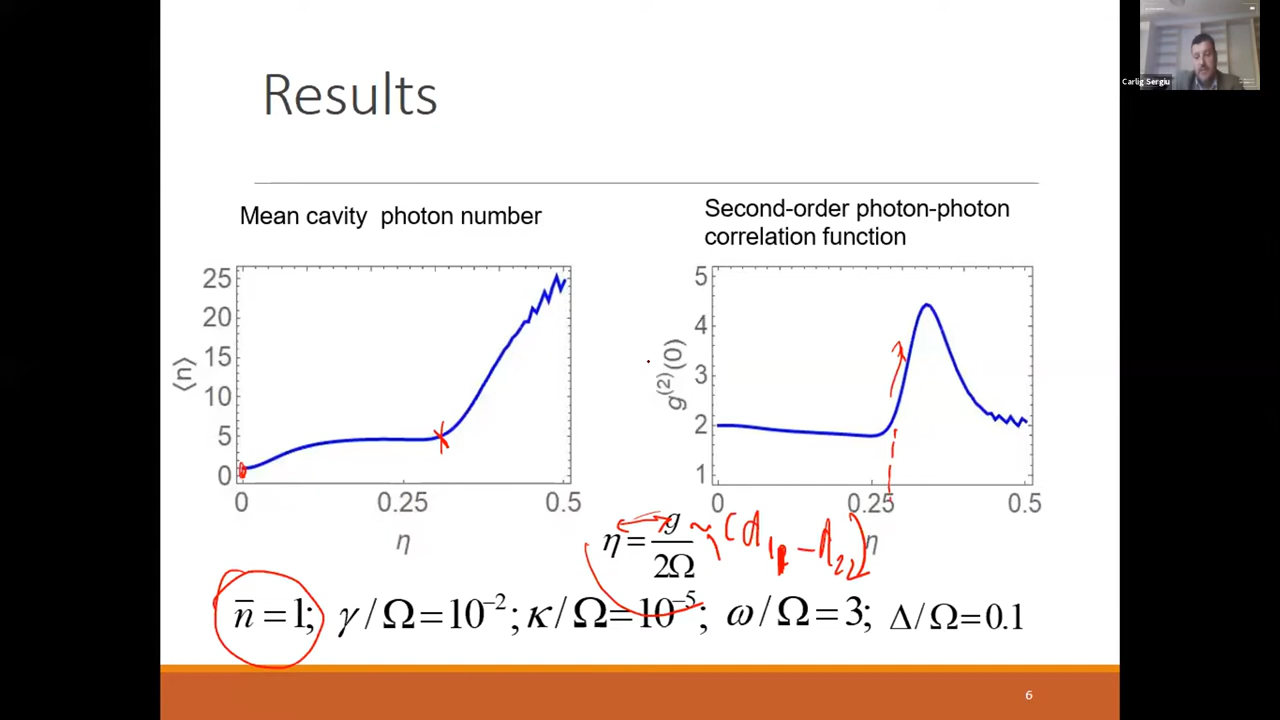 Carlig Sergiu
Results
Mean cavity photon number
Second-order photon-photon
correlation function
25
20
15
10
5
0
⟨n⟩
0 0.25 0.5
η
5
4
3
2
1
g⁽²⁾(0)
0 0.25 0.5
η
η = g / 2Ω ~ (d₁₁ − d₂₂)
n̄ = 1; γ / Ω = 10⁻²; κ / Ω = 10⁻⁵; ω / Ω = 3; Δ / Ω = 0.1
6